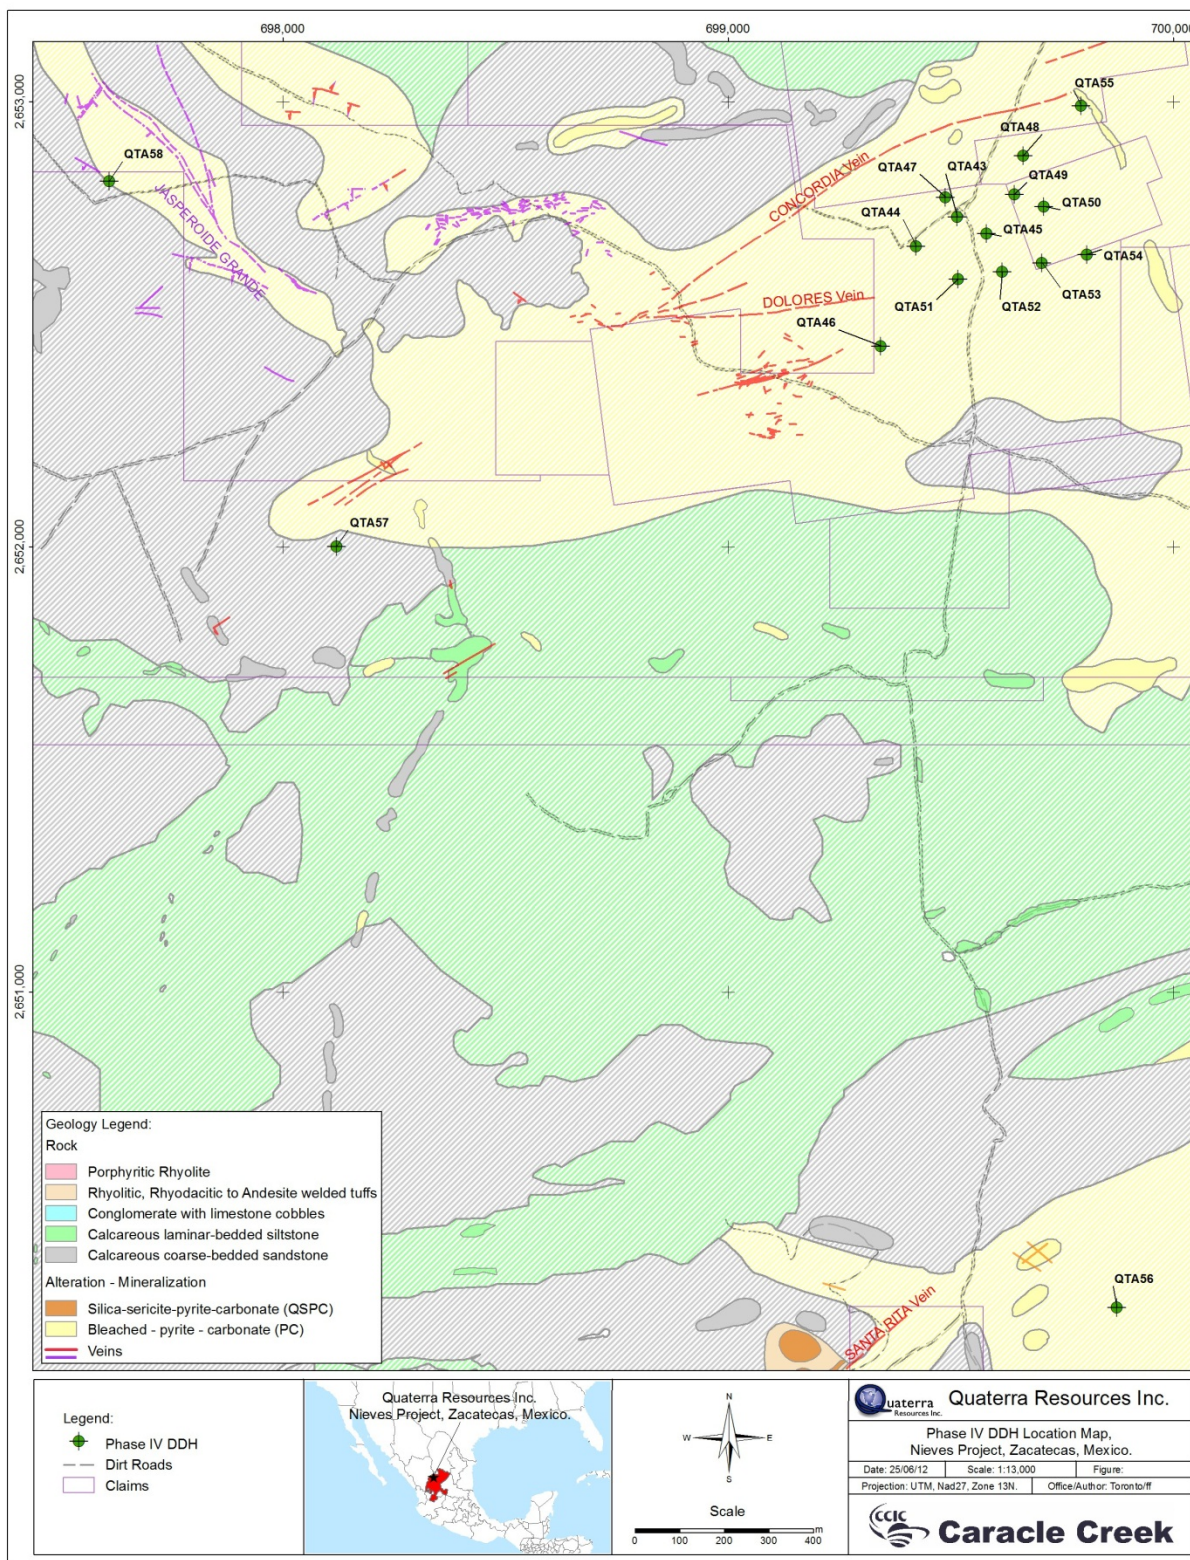 698,000
699,000
700,000
2,653,000
2,652,000
2,651,000
QTA55
QTA48
QTA58
QTA47
QTA43
QTA49
QTA50
QTA44
QTA45
QTA54
QTA53
QTA52
QTA51
QTA46
QTA57
QTA56
CONCORDIA Vein
JASPEROIDE GRANDE
DOLORES Vein
SANTA RITA Vein
Geology Legend:
Rock
Porphyritic Rhyolite
Rhyolitic, Rhyodacitic to Andesite welded tuffs
Conglomerate with limestone cobbles
Calcareous laminar-bedded siltstone
Calcareous coarse-bedded sandstone
Alteration - Mineralization
Silica-sericite-pyrite-carbonate (QSPC)
Bleached - pyrite - carbonate (PC)
Veins
Legend:
Phase IV DDH
Dirt Roads
Claims
Quaterra Resources Inc.
Nieves Project, Zacatecas, Mexico.
N
W
E
S
Scale
0 100 200 300 400 m
Quaterra
Resources Inc.
Quaterra Resources Inc.
Phase IV DDH Location Map,
Nieves Project, Zacatecas, Mexico.
Date: 25/06/12 Scale: 1:13,000 Figure:
Projection: UTM, Nad27, Zone 13N. Office/Author: Toronto/ff
CCIC
Caracle Creek